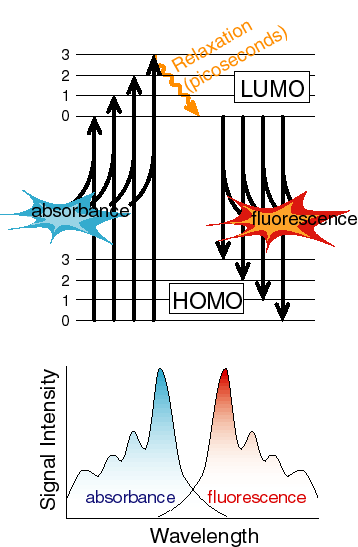 Relaxation
(picoseconds)
3
2
1
0
LUMO
absorbance
fluorescence
3
2
1
0
HOMO
Signal Intensity
absorbance
fluorescence
Wavelength